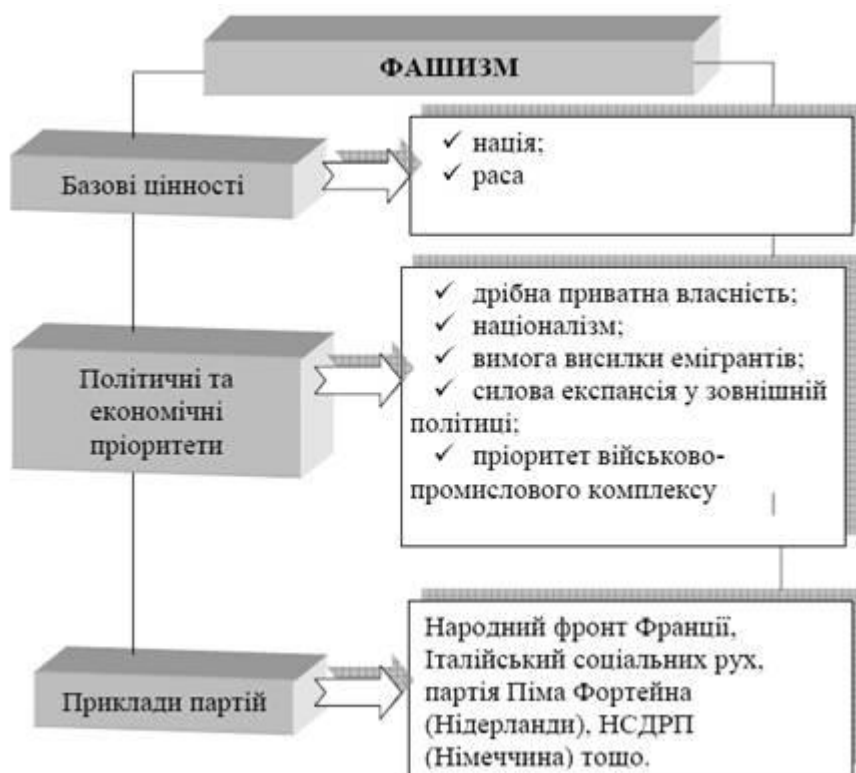 ФАШИЗМ
Базові цінності
✓ нація;
✓ раса
Політичні та
економічні
пріоритети
✓ дрібна приватна власність;
✓ націоналізм;
✓ вимога висилки емігрантів;
✓ силова експансія у зовнішній
політиці;
✓ пріоритет військово-
промислового комплексу
Приклади партій
Народний фронт Франції,
Італійський соціальних рух,
партія Піма Фортейна
(Нідерланди), НСДРП
(Німеччина) тошо.